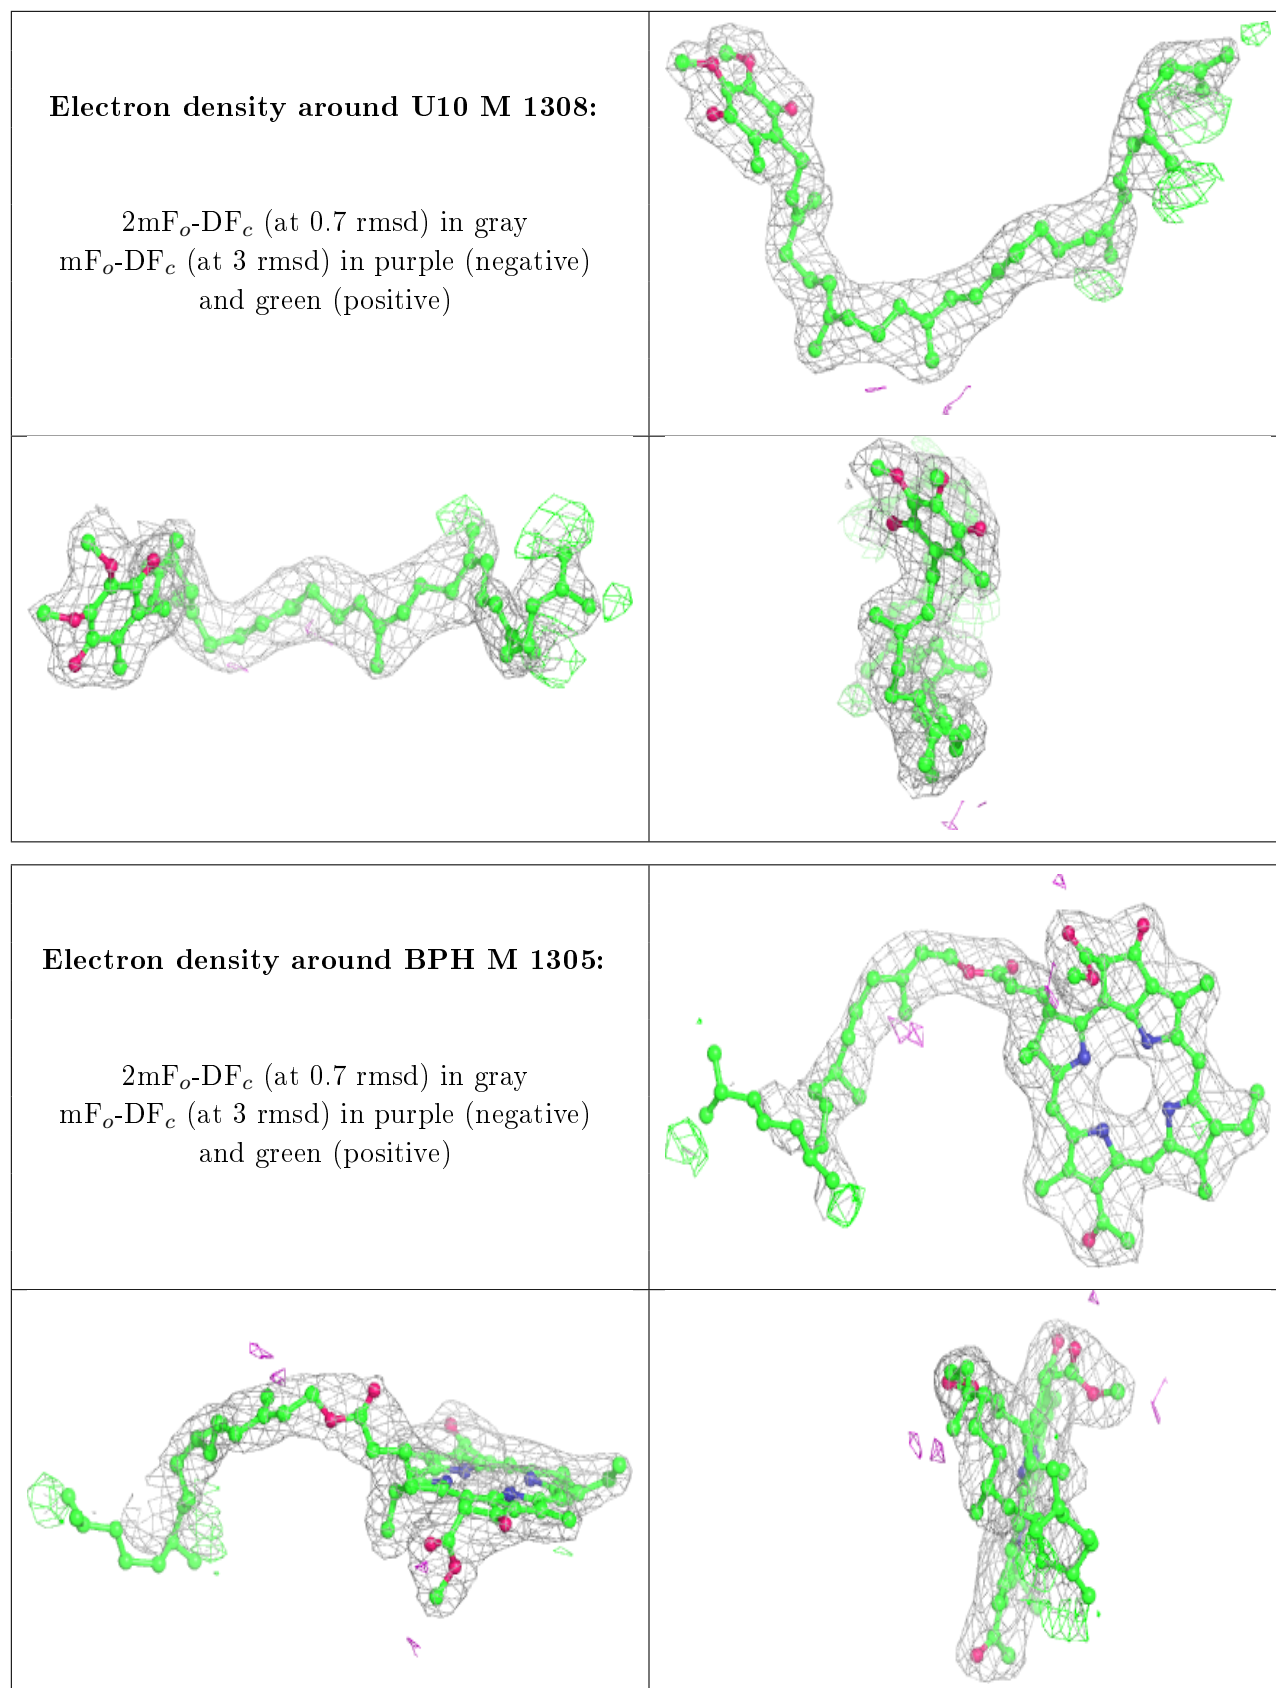 Electron density around U10 M 1308:
2mFo-DFc (at 0.7 rmsd) in gray
mFo-DFc (at 3 rmsd) in purple (negative)
and green (positive)
Electron density around BPH M 1305:
2mFo-DFc (at 0.7 rmsd) in gray
mFo-DFc (at 3 rmsd) in purple (negative)
and green (positive)